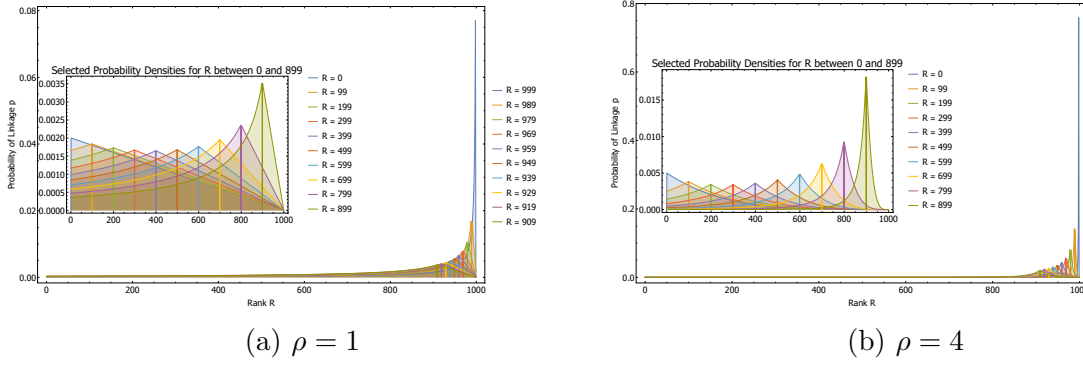 0.08
0.06
0.04
0.02
0.00
Probability of Linkage p
0 200 400 600 800 1000
Rank R
Selected Probability Densities for R between 0 and 899
0.0035
0.0030
0.0025
0.0020
0.0015
0.0010
0.0005
0.0000
0 200 400 600 800 1000
R = 0
R = 99
R = 199
R = 299
R = 399
R = 499
R = 599
R = 699
R = 799
R = 899
R = 999
R = 989
R = 979
R = 969
R = 959
R = 949
R = 939
R = 929
R = 919
R = 909
(a) ρ = 1
0.8
0.6
0.4
0.2
0.0
Probability of Linkage p
0 200 400 600 800 100
Rank R
Selected Probability Densities for R between 0 and 899
0.015
0.010
0.005
0.000
0 200 400 600 800 1000
R = 0
R = 99
R = 199
R = 299
R = 399
R = 499
R = 599
R = 699
R = 799
R = 899
(b) ρ = 4